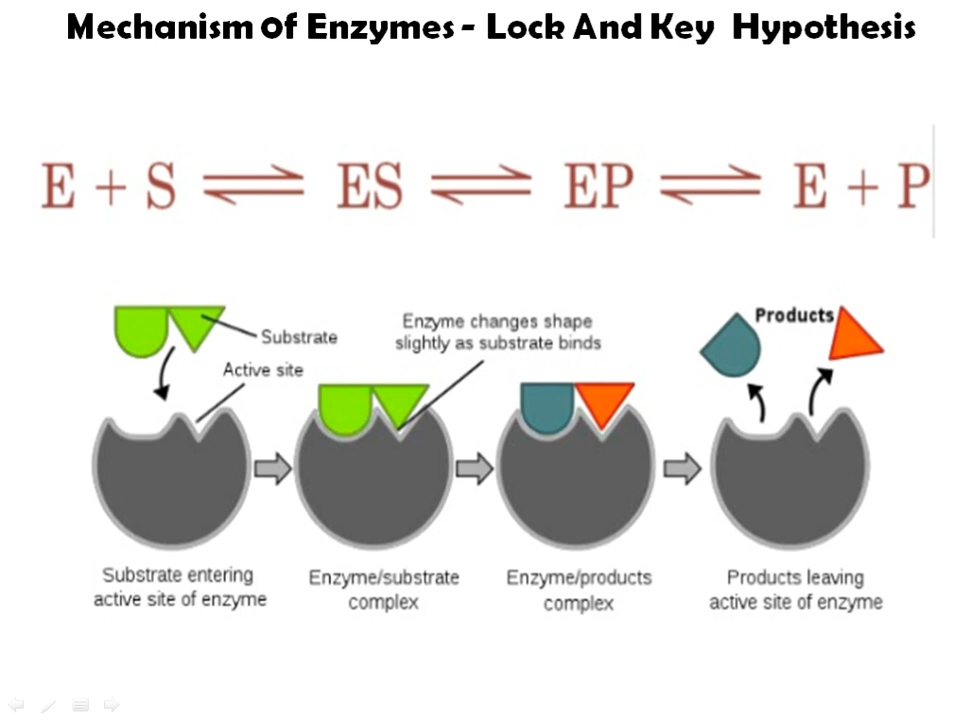 Mechanism Of Enzymes - Lock And Key Hypothesis
E + S ⇌ ES ⇌ EP ⇌ E + P
Substrate
Active site
Enzyme changes shape
slightly as substrate binds
Products
Substrate entering
active site of enzyme
Enzyme/substrate
complex
Enzyme/products
complex
Products leaving
active site of enzyme